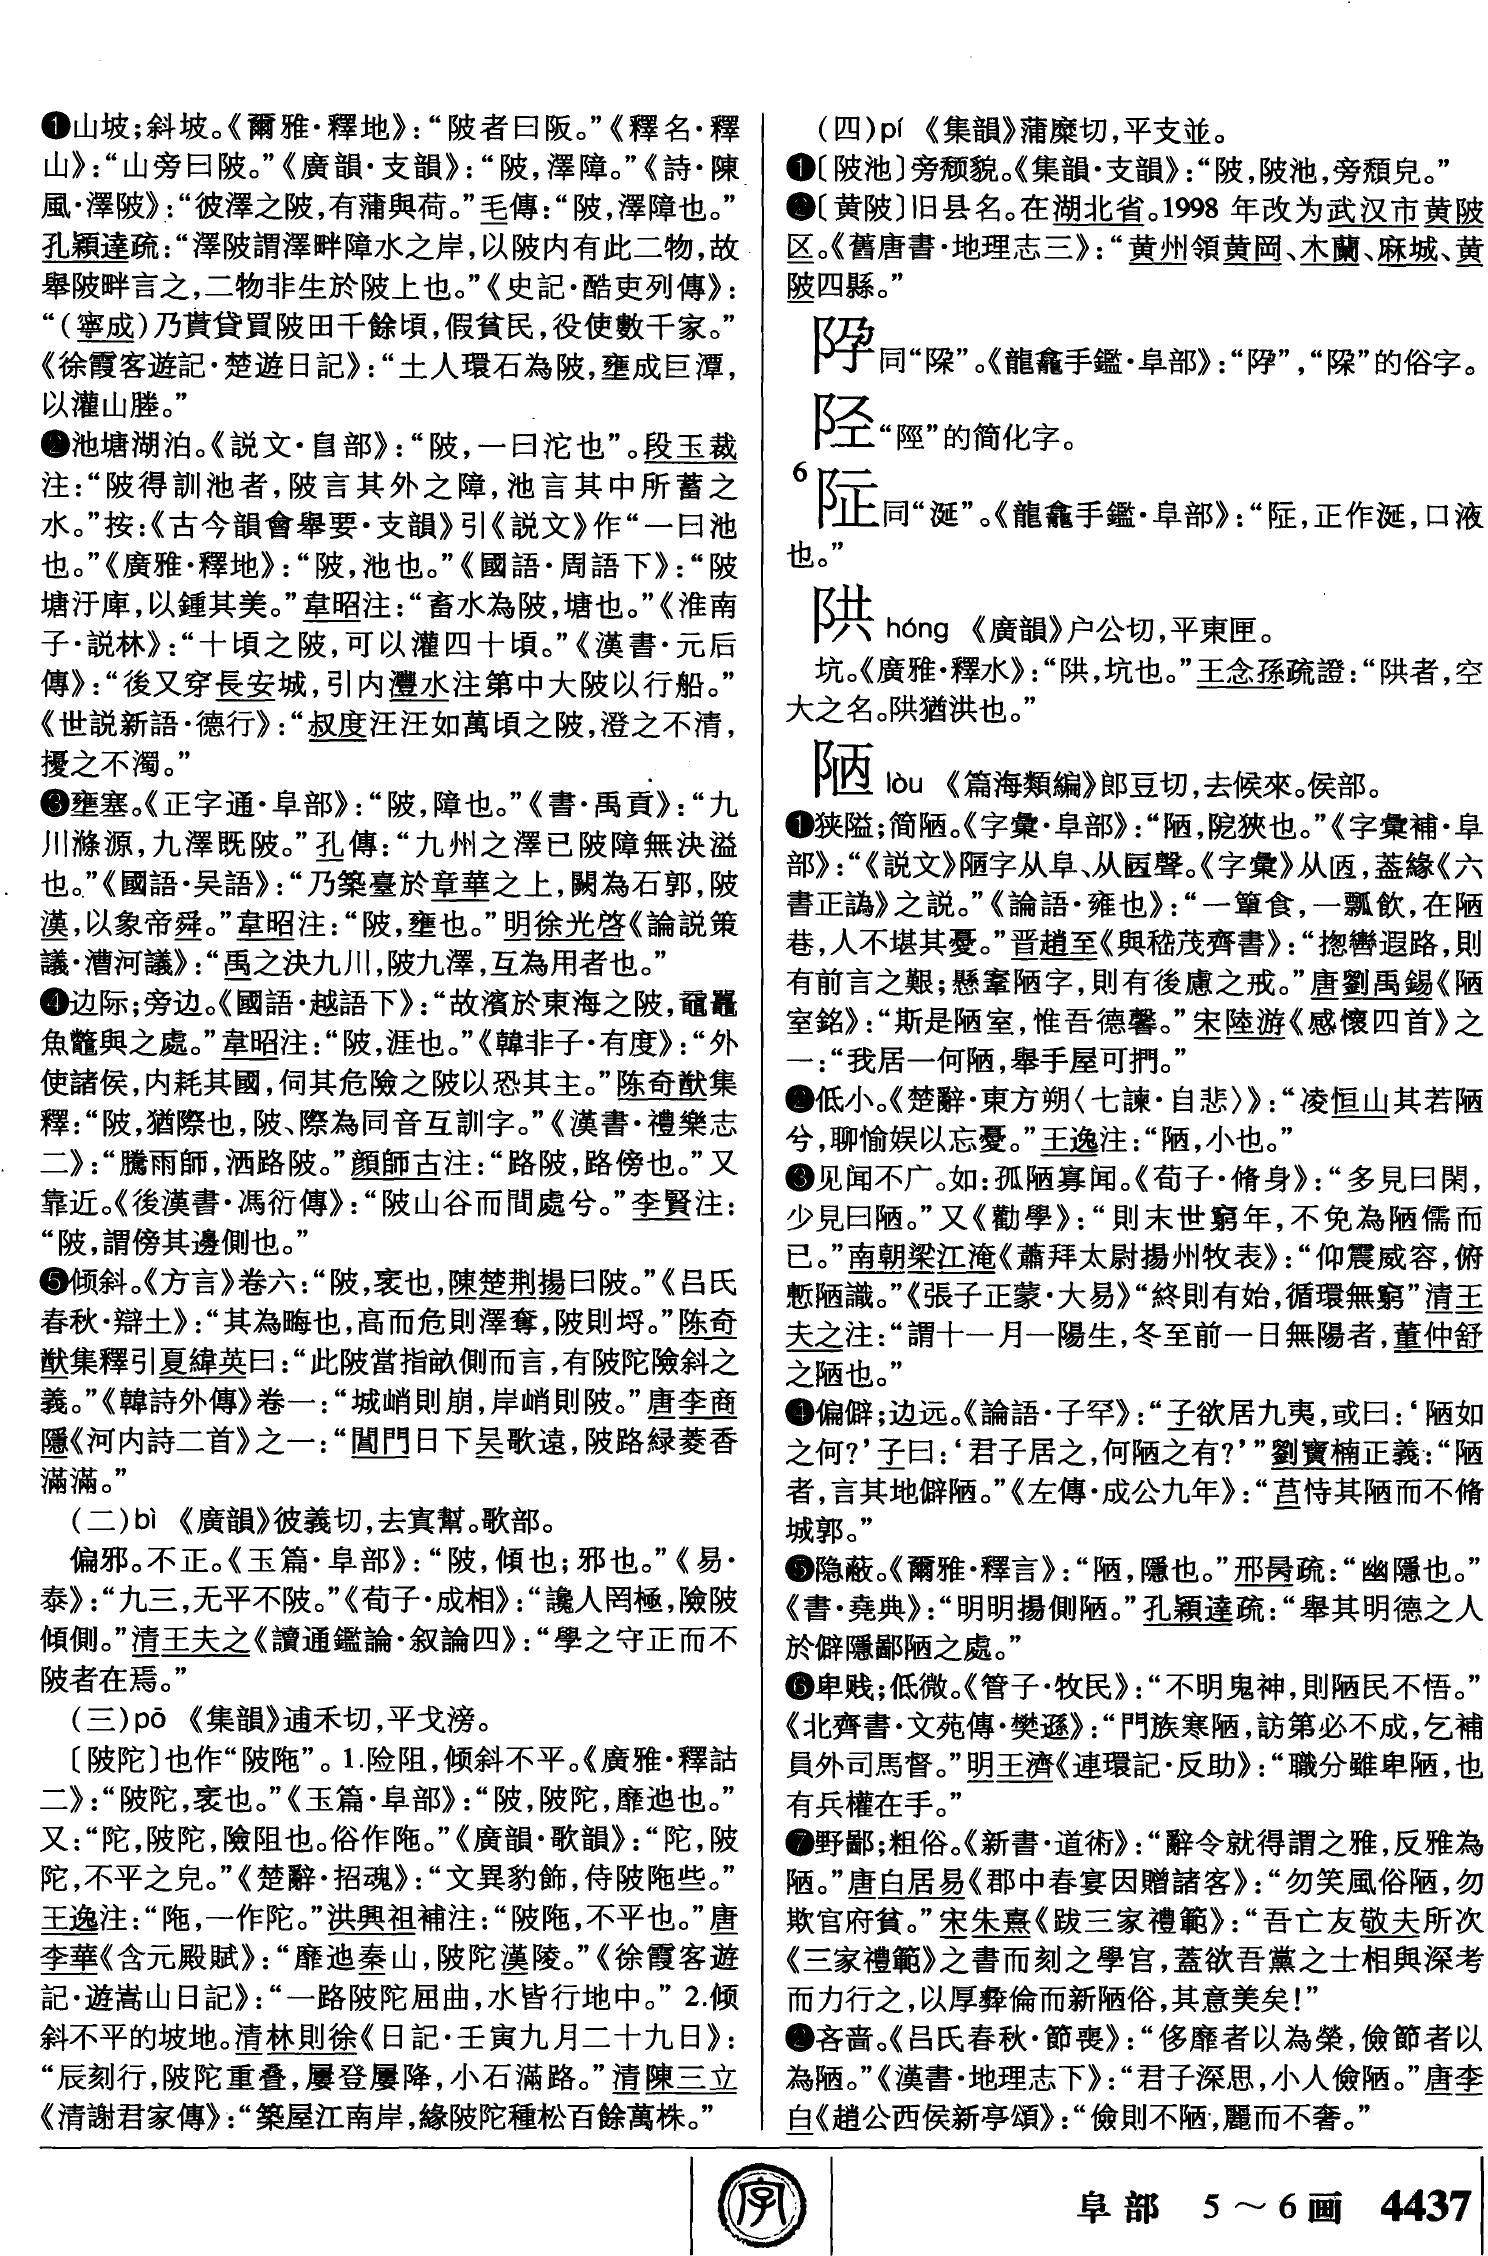 ❶山坡;斜坡。《爾雅·釋地》:“陂者曰阪。”《釋名·釋
山》:“山旁曰陂。”《廣韻·支韻》:“陂,澤障。”《詩·陳
風·澤陂》:“彼澤之陂,有蒲與荷。”毛傳:“陂,澤障也。”
孔穎達疏:“澤陂謂澤畔障水之岸,以陂内有此二物,故
舉陂畔言之,二物非生於陂上也。”《史記·酷吏列傳》:
“(寧成)乃貰貸買陂田千餘頃,假貧民,役使數千家。”
《徐霞客遊記·楚遊日記》:“土人環石為陂,壅成巨潭,
以灌山塍。”
❷池塘湖泊。《説文·𨸏部》:“陂,一曰沱也”。段玉裁
注:“陂得訓池者,陂言其外之障,池言其中所蓄之
水。”按:《古今韻會舉要·支韻》引《説文》作“一曰池
也。”《廣雅·釋地》:“陂,池也。”《國語·周語下》:“陂
塘汙庫,以鍾其美。”韋昭注:“畜水為陂,塘也。”《淮南
子·説林》:“十頃之陂,可以灌四十頃。”《漢書·元后
傳》:“後又穿長安城,引内灃水注第中大陂以行船。”
《世説新語·德行》:“叔度汪汪如萬頃之陂,澄之不清,
擾之不濁。”
❸壅塞。《正字通·阜部》:“陂,障也。”《書·禹貢》:“九
川滌源,九澤既陂。”孔傳:“九州之澤已陂障無決溢
也。”《國語·吴語》:“乃築臺於章華之上,闕為石郭,陂
漢,以象帝舜。”韋昭注:“陂,壅也。”明徐光啓《論説策
議·漕河議》:“禹之決九川,陂九澤,互為用者也。”
❹边际;旁边。《國語·越語下》:“故濱於東海之陂,黿鼉
魚鼈與之處。”韋昭注:“陂,涯也。”《韓非子·有度》:“外
使諸侯,内耗其國,伺其危險之陂以恐其主。”陈奇猷集
釋:“陂,猶際也,陂、際為同音互訓字。”《漢書·禮樂志
二》:“騰雨師,洒路陂。”顔師古注:“路陂,路傍也。”又
靠近。《後漢書·馮衍傳》:“陂山谷而閒處兮。”李賢注:
“陂,謂傍其邊側也。”
❺倾斜。《方言》卷六:“陂,衺也,陳楚荆揚曰陂。”《吕氏
春秋·辯土》:“其為畮也,高而危則澤奪,陂則埒。”陈奇
猷集釋引夏緯英曰:“此陂當指畝側而言,有陂陀險斜之
義。”《韓詩外傳》卷一:“城峭則崩,岸峭則陂。”唐李商
隱《河内詩二首》之一:“閶門日下吴歌遠,陂路緑菱香
滿滿。”
(二)bì 《廣韻》彼義切,去寘幫。歌部。
偏邪。不正。《玉篇·阜部》:“陂,傾也;邪也。”《易·
泰》:“九三,无平不陂。”《荀子·成相》:“讒人罔極,險陂
傾側。”清王夫之《讀通鑑論·叙論四》:“學之守正而不
陂者在焉。”
(三)pō 《集韻》逋禾切,平戈滂。
〔陂陀〕也作“陂陁”。1.险阻,倾斜不平。《廣雅·釋詁
二》:“陂陀,衺也。”《玉篇·阜部》:“陂,陂陀,靡迆也。”
又:“陀,陂陀,險阻也。俗作陁。”《廣韻·歌韻》:“陀,陂
陀,不平之皃。”《楚辭·招魂》:“文異豹飾,侍陂陁些。”
王逸注:“陁,一作陀。”洪興祖補注:“陂陁,不平也。”唐
李華《含元殿賦》:“靡迆秦山,陂陀漢陵。”《徐霞客遊
記·遊嵩山日記》:“一路陂陀屈曲,水皆行地中。”2.倾
斜不平的坡地。清林則徐《日記·壬寅九月二十九日》:
“辰刻行,陂陀重叠,屢登屢降,小石滿路。”清陳三立
《清謝君家傳》:“築屋江南岸,緣陂陀種松百餘萬株。”
(四)pí 《集韻》蒲糜切,平支並。
❶〔陂池〕旁颓貌。《集韻·支韻》:“陂,陂池,旁頽皃。”
❷〔黄陂〕旧县名。在湖北省。1998年改为武汉市黄陂
区。《舊唐書·地理志三》:“黄州領黄岡、木蘭、麻城、黄
陂四縣。”
同“陙”。《龍龕手鑑·阜部》:的俗字。
陉“陘”的简化字。
6
同“涎”。《龍龕手鑑·阜部》:正作涎,口液
也。”
䧆 hóng 《廣韻》户公切,平東匣。
坑。《廣雅·釋水》:“䧆,坑也。”王念孫疏證:“䧆者,空
大之名。䧆猶洪也。”
陋 lòu 《篇海類編》郎豆切,去候來。侯部。
❶狭隘;简陋。《字彙·阜部》:“陋,阸狹也。”《字彙補·阜
部》:“《説文》陋字从阜、从㔷聲。《字彙》从㔷,葢緣《六
書正譌》之説。”《論語·雍也》:“一簞食,一瓢飲,在陋
巷,人不堪其憂。”晋趙至《與嵇茂齊書》:“揔轡遐路,則
有前言之艱;懸鞌陋宇,則有後慮之戒。”唐劉禹錫《陋
室銘》:“斯是陋室,惟吾德馨。”宋陸游《感懷四首》之
一:“我居一何陋,舉手屋可捫。”
❷低小。《楚辭·東方朔〈七諫·自悲〉》:“凌恒山其若陋
兮,聊愉娱以忘憂。”王逸注:“陋,小也。”
❸见闻不广。如:孤陋寡闻。《荀子·脩身》:“多見曰閑,
少見曰陋。”又《勸學》:“則末世窮年,不免為陋儒而
已。”南朝梁江淹《蕭拜太尉揚州牧表》:“仰震威容,俯
慙陋識。”《張子正蒙·大易》“終則有始,循環無窮”清王
夫之注:“謂十一月一陽生,冬至前一日無陽者,董仲舒
之陋也。”
❹偏僻;边远。《論語·子罕》:“子欲居九夷,或曰:‘陋如
之何?’子曰:‘君子居之,何陋之有?’”劉寶楠正義:“陋
者,言其地僻陋。”《左傳·成公九年》:“莒恃其陋而不脩
城郭。”
❺隐蔽。《爾雅·釋言》:“陋,隱也。”邢昺疏:“幽隱也。”
《書·堯典》:“明明揚側陋。”孔穎達疏:“舉其明德之人
於僻隱鄙陋之處。”
❻卑贱;低微。《管子·牧民》:“不明鬼神,則陋民不悟。”
《北齊書·文苑傳·樊遜》:“門族寒陋,訪第必不成,乞補
員外司馬督。”明王濟《連環記·反助》:“職分雖卑陋,也
有兵權在手。”
❼野鄙;粗俗。《新書·道術》:“辭令就得謂之雅,反雅為
陋。”唐白居易《郡中春宴因贈諸客》:“勿笑風俗陋,勿
欺官府貧。”宋朱熹《跋三家禮範》:“吾亡友敬夫所次
《三家禮範》之書而刻之學宫,蓋欲吾黨之士相與深考
而力行之,以厚彝倫而新陋俗,其意美矣!”
❽吝啬。《吕氏春秋·節喪》:“侈靡者以為榮,儉節者以
為陋。”《漢書·地理志下》:“君子深思,小人儉陋。”唐李
白《趙公西侯新亭頌》:“儉則不陋,麗而不奢。”
字
阜部 5～6画 4437